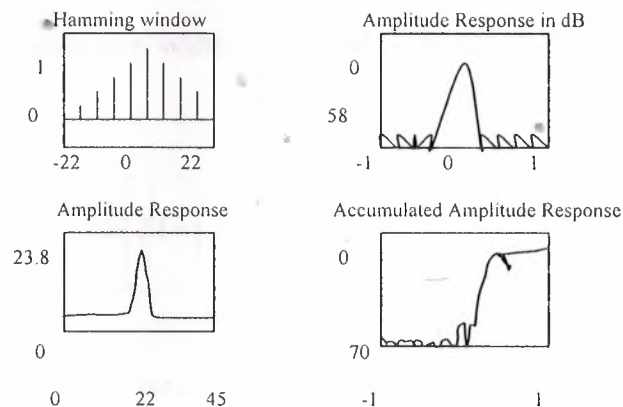 Hamming window
1
0
-22 0 22
Amplitude Response in dB
0
58
-1 0 1
Amplitude Response
23.8
0
0 22 45
Accumulated Amplitude Response
0
70
-1 1